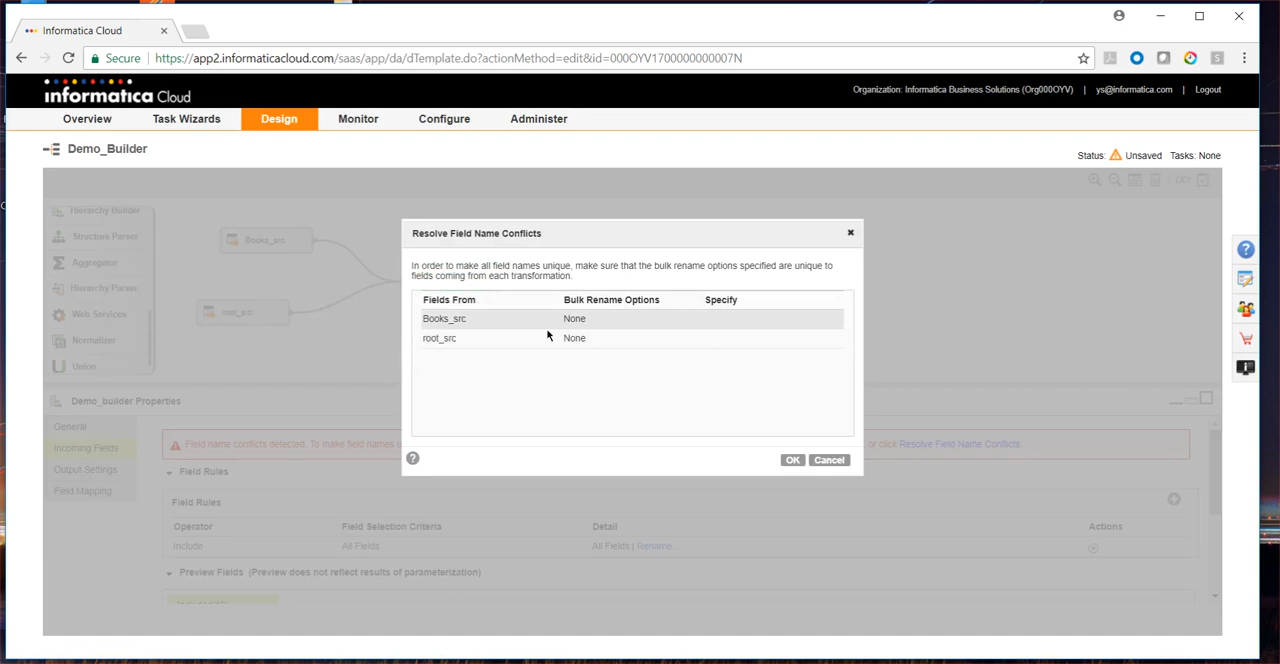 Informatica Cloud
Secure https://app2.informaticacloud.com/saas/app/da/dTemplate.do?actionMethod=edit&id=000OYV1700000000007N
informatica Cloud
Organization: Informatica Business Solutions (Org000OYV) | ys@informatica.com | Logout
Overview Task Wizards Design Monitor Configure Administer
Demo_Builder
Status: Unsaved Tasks: None
Hierarchy Builder
Structure Parser
Aggregator
Hierarchy Parser
Web Services
Normalizer
Union
Books_src
root_src
Resolve Field Name Conflicts
In order to make all field names unique, make sure that the bulk rename options specified are unique to
fields coming from each transformation.
Fields From Bulk Rename Options Specify
Books_src None
root_src None
OK Cancel
Demo_builder Properties
General
Incoming Fields
Output Settings
Field Mapping
Field name conflicts detected. To make field names or click Resolve Field Name Conflicts
Field Rules
Field Rules
Operator Field Selection Criteria Detail Actions
Include All Fields All Fields | Rename...
Preview Fields (Preview does not reflect results of parameterization)